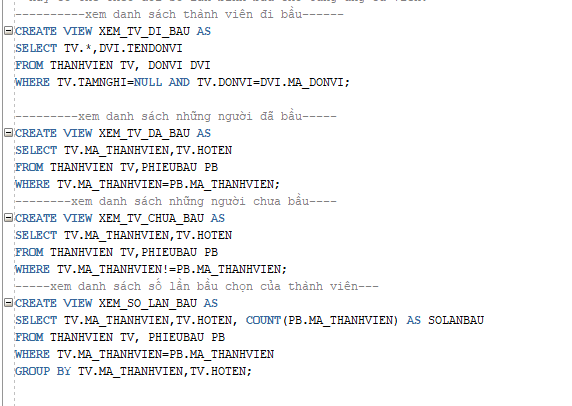 -----------xem danh sách thành viên đi bầu------
CREATE VIEW XEM_TV_DI_BAU AS
SELECT TV.*,DVI.TENDONVI
FROM THANHVIEN TV, DONVI DVI
WHERE TV.TAMNGHI=NULL AND TV.DONVI=DVI.MA_DONVI;
---------xem danh sách những người đã bầu-----
CREATE VIEW XEM_TV_DA_BAU AS
SELECT TV.MA_THANHVIEN,TV.HOTEN
FROM THANHVIEN TV,PHIEUBAU PB
WHERE TV.MA_THANHVIEN=PB.MA_THANHVIEN;
--------xem danh sách những người chưa bầu----
CREATE VIEW XEM_TV_CHUA_BAU AS
SELECT TV.MA_THANHVIEN,TV.HOTEN
FROM THANHVIEN TV,PHIEUBAU PB
WHERE TV.MA_THANHVIEN!=PB.MA_THANHVIEN;
-----xem danh sách số lần bầu chọn của thành viên---
CREATE VIEW XEM_SO_LAN_BAU AS
SELECT TV.MA_THANHVIEN,TV.HOTEN, COUNT(PB.MA_THANHVIEN) AS SOLANBAU
FROM THANHVIEN TV, PHIEUBAU PB
WHERE TV.MA_THANHVIEN=PB.MA_THANHVIEN
GROUP BY TV.MA_THANHVIEN,TV.HOTEN;